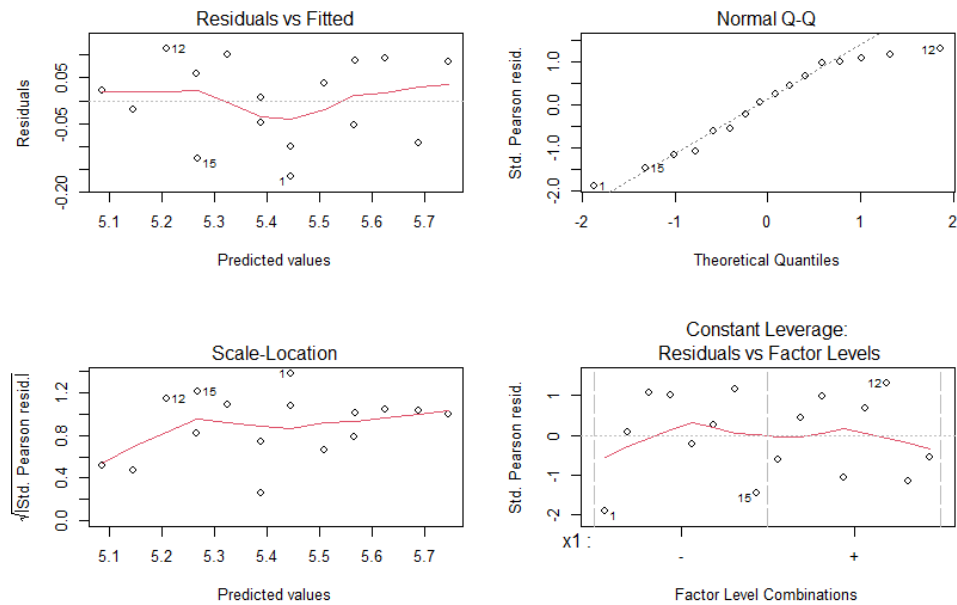 Residuals vs Fitted
Residuals
0.05
-0.05
-0.20
12
15
1
5.1 5.2 5.3 5.4 5.5 5.6 5.7
Predicted values
Normal Q-Q
Std. Pearson resid.
1.0
0.0
-1.0
-2.0
12
15
1
-2 -1 0 1 2
Theoretical Quantiles
Scale-Location
√|Std. Pearson resid.|
1.2
0.8
0.4
0.0
1
15
12
5.1 5.2 5.3 5.4 5.5 5.6 5.7
Predicted values
Constant Leverage:
Residuals vs Factor Levels
Std. Pearson resid.
1
0
-1
-2
12
15
1
x1 :
- +
Factor Level Combinations